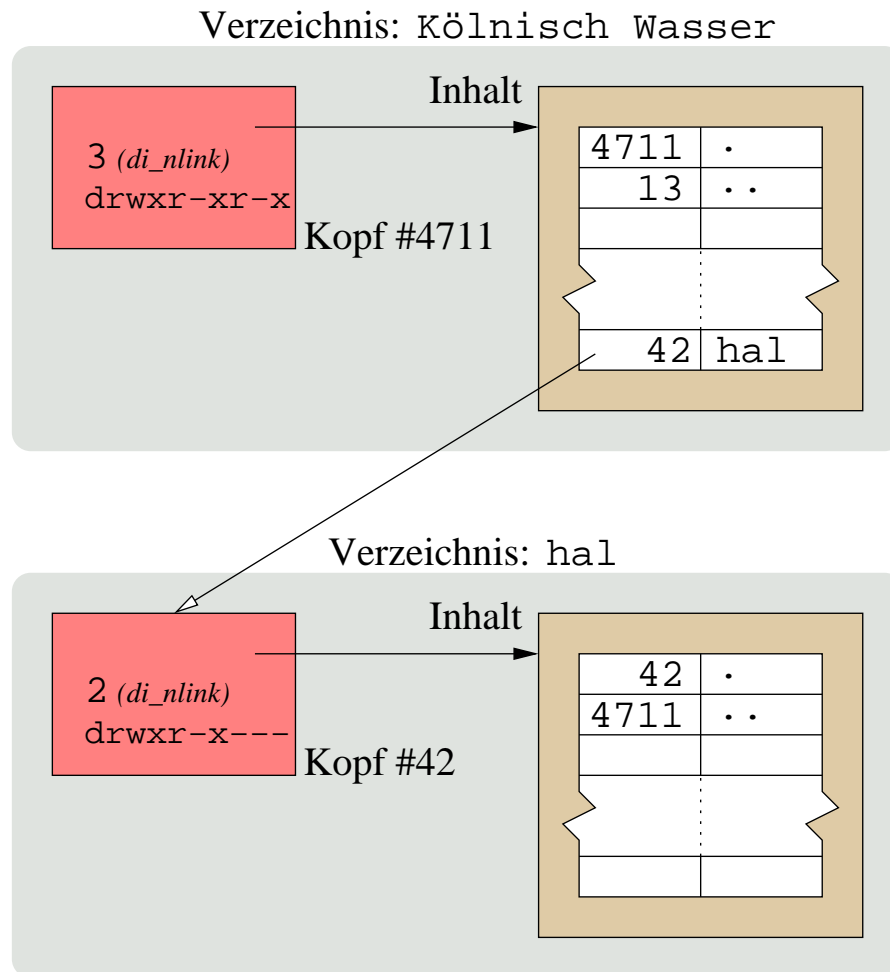 Verzeichnis: Kölnisch Wasser
Inhalt
3 (di_nlink)
drwxr-xr-x
Kopf #4711
4711 .
13 ..
42 hal
Verzeichnis: hal
Inhalt
2 (di_nlink)
drwxr-x---
Kopf #42
42 .
4711 ..